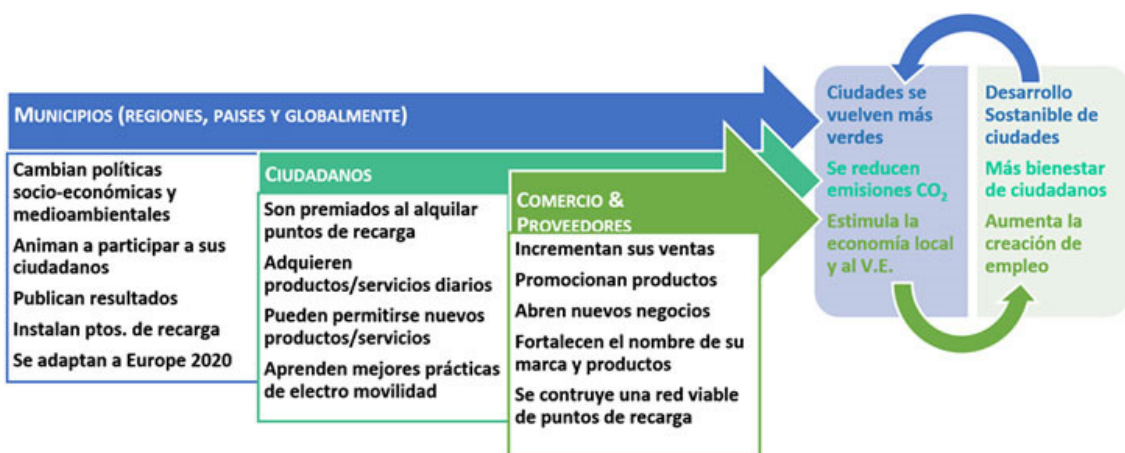 MUNICIPIOS (REGIONES, PAISES Y GLOBALMENTE)
Cambian políticas
socio-económicas y
medioambientales
Animan a participar a sus
ciudadanos
Publican resultados
Instalan ptos. de recarga
Se adaptan a Europe 2020
CIUDADANOS
Son premiados al alquilar
puntos de recarga
Adquieren
productos/servicios diarios
Pueden permitirse nuevos
productos/servicios
Aprenden mejores prácticas
de electro movilidad
COMERCIO &
PROVEEDORES
Incrementan sus ventas
Promocionan productos
Abren nuevos negocios
Fortalecen el nombre de su
marca y productos
Se contruye una red viable
de puntos de recarga
Ciudades se
vuelven más
verdes
Se reducen
emisiones CO₂
Estimula la
economía local
y al V.E.
Desarrollo
Sostenible de
ciudades
Más bienestar
de ciudadanos
Aumenta la
creación de
empleo